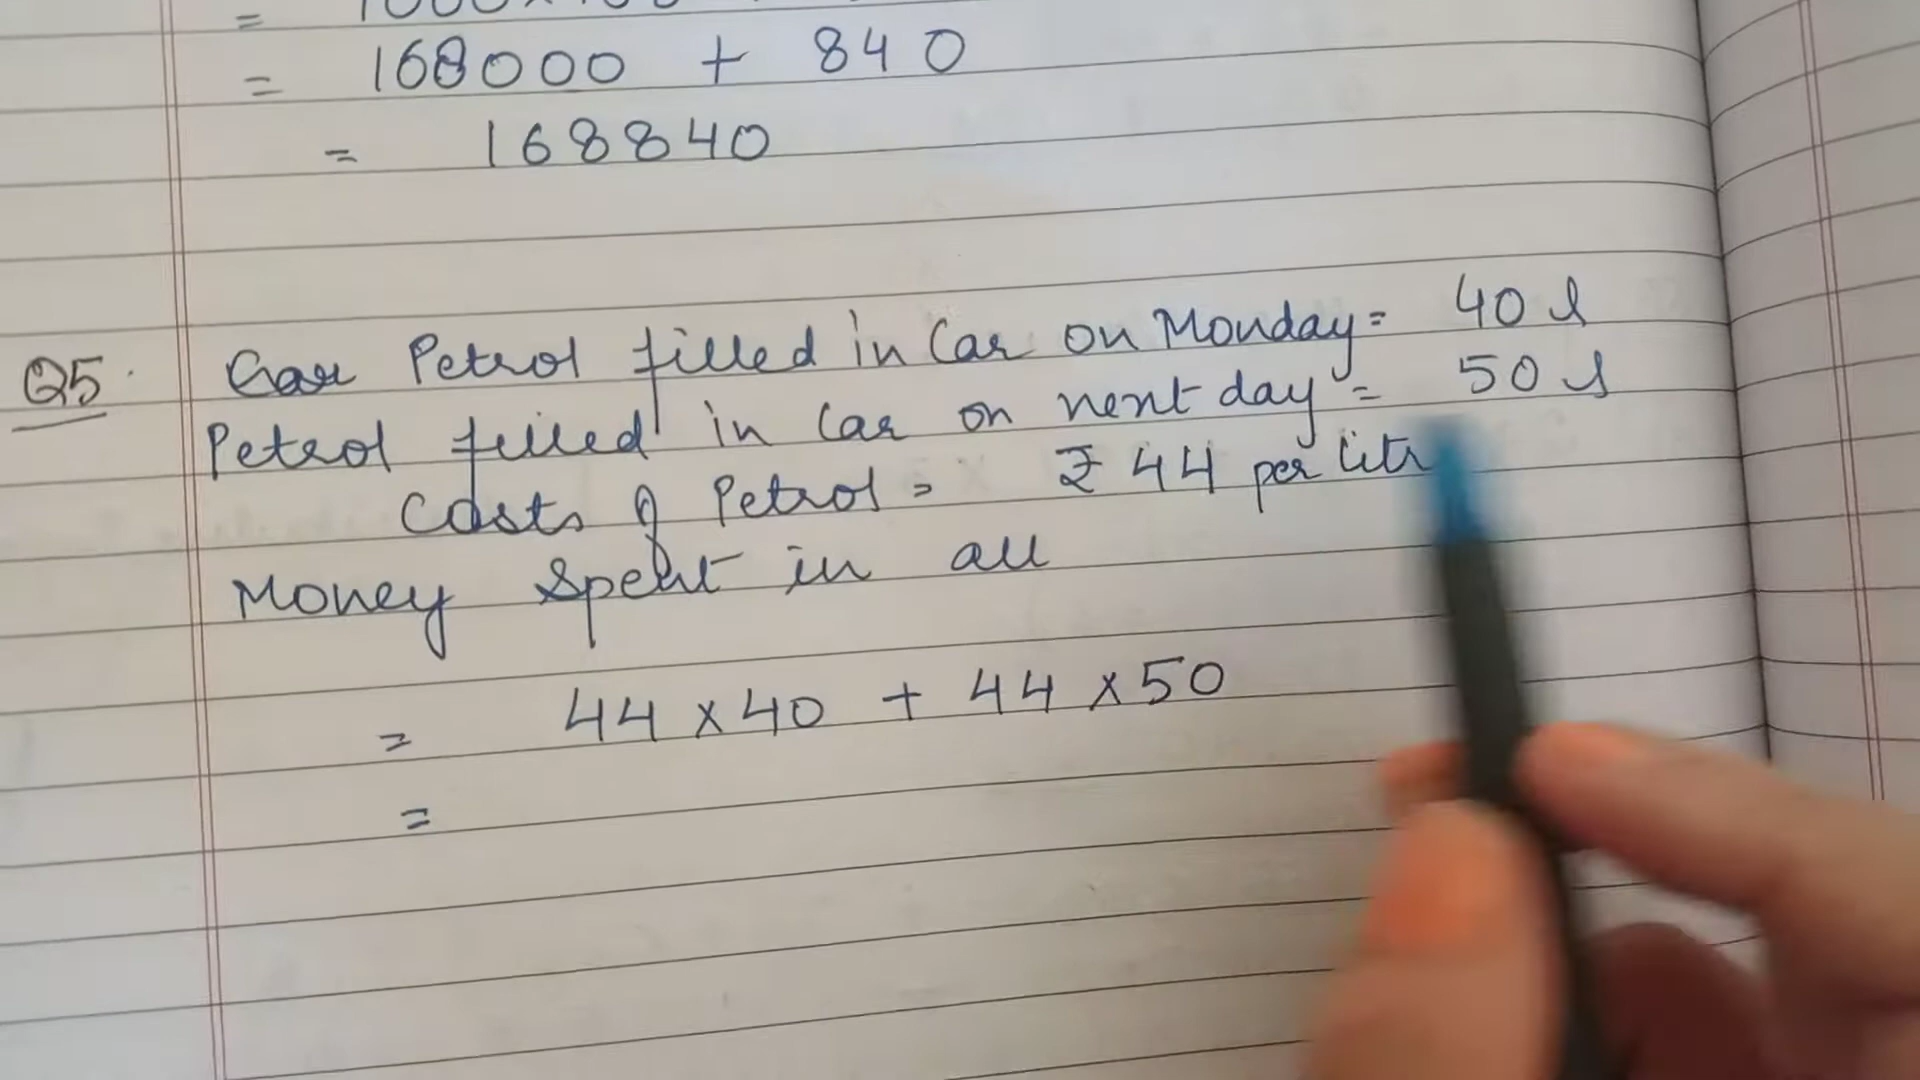 =
= 168000 + 840
= 168840
Q5. Petrol filled in Car on Monday = 40 l
Petrol filled in Car on next day = 50 l
Costs of Petrol = ₹ 44 per litr
Money Spent in all
= 44 × 40 + 44 × 50
=